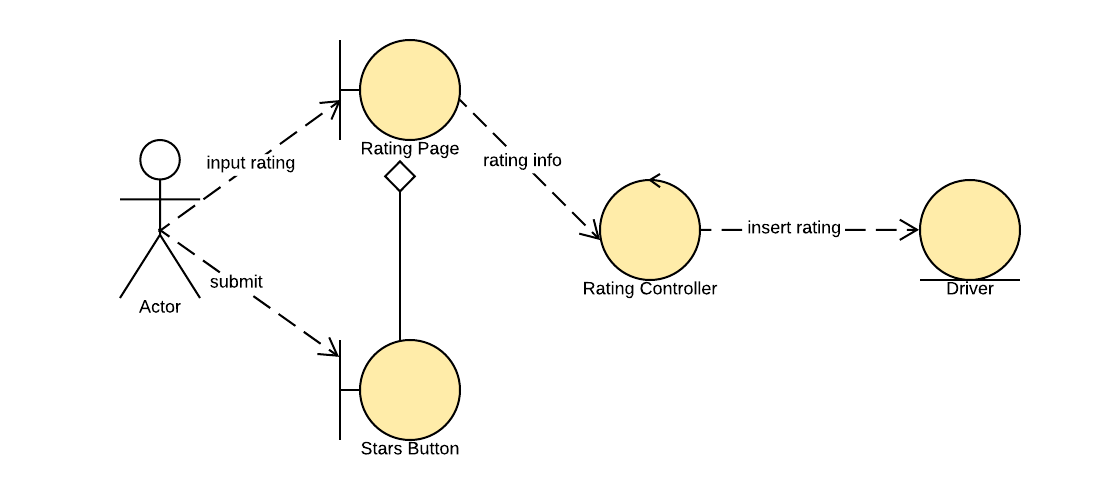 Rating Page
input rating
rating info
insert rating
submit
Rating Controller
Driver
Actor
Stars Button